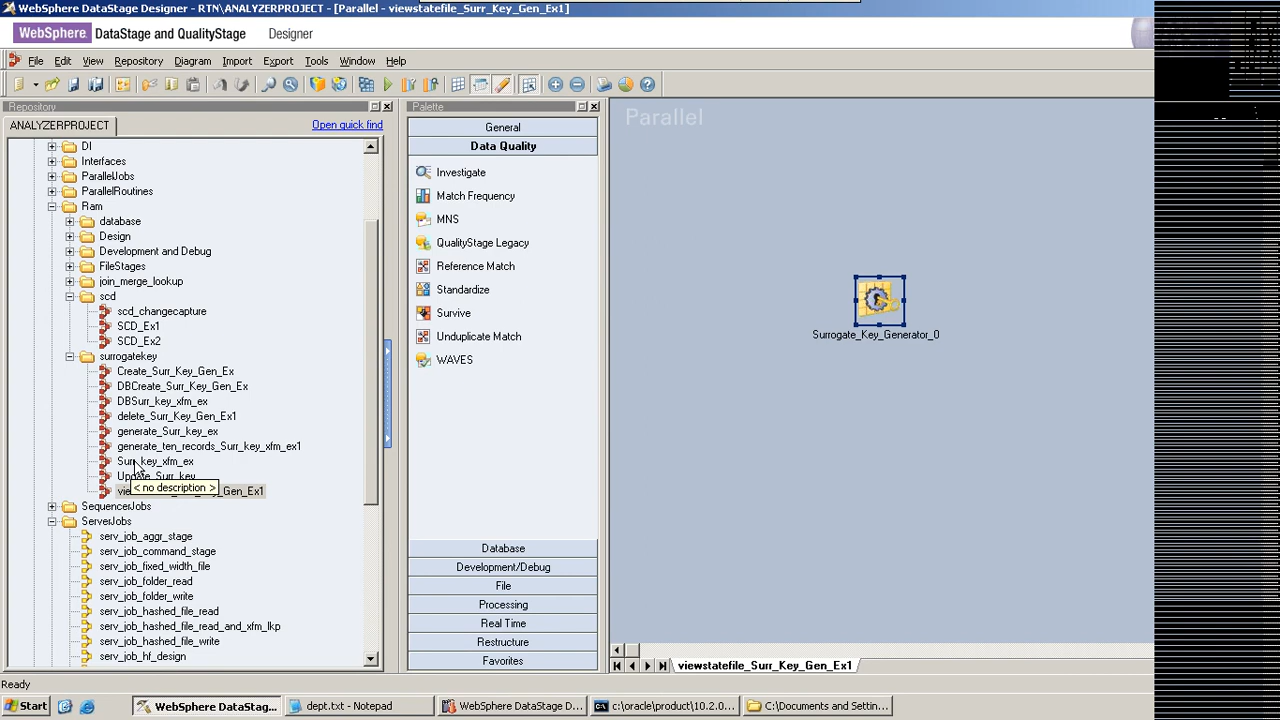 WebSphere DataStage Designer - RTN\ANALYZERPROJECT - [Parallel - viewstatefile_Surr_Key_Gen_Ex1]
WebSphere. DataStage and QualityStage Designer
File Edit View Repository Diagram Import Export Tools Window Help
Repository
ANALYZERPROJECT
Open quick find
DI
Interfaces
ParallelJobs
ParallelRoutines
Ram
database
Design
Development and Debug
FileStages
join_merge_lookup
scd
scd_changecapture
SCD_Ex1
SCD_Ex2
surrogatekey
Create_Surr_Key_Gen_Ex
DBCreate_Surr_Key_Gen_Ex
DBSurr_key_xfm_ex
delete_Surr_Key_Gen_Ex1
generate_Surr_key_ex
generate_ten_records_Surr_key_xfm_ex1
Surr_key_xfm_ex
Update_Surr_key
< no description >
Gen_Ex1
SequencerJobs
ServerJobs
serv_job_aggr_stage
serv_job_command_stage
serv_job_fixed_width_file
serv_job_folder_read
serv_job_folder_write
serv_job_hashed_file_read
serv_job_hashed_file_read_and_xfm_lkp
serv_job_hashed_file_write
serv_job_hf_design
Palette
General
Data Quality
Investigate
Match Frequency
MNS
QualityStage Legacy
Reference Match
Standardize
Survive
Unduplicate Match
WAVES
Database
Development/Debug
File
Processing
Real Time
Restructure
Favorites
Parallel
Surrogate_Key_Generator_0
viewstatefile_Surr_Key_Gen_Ex1
Ready
Start
WebSphere DataStag...
dept.txt - Notepad
WebSphere DataStage D...
c:\oracle\product\10.2.0...
C:\Documents and Settin...